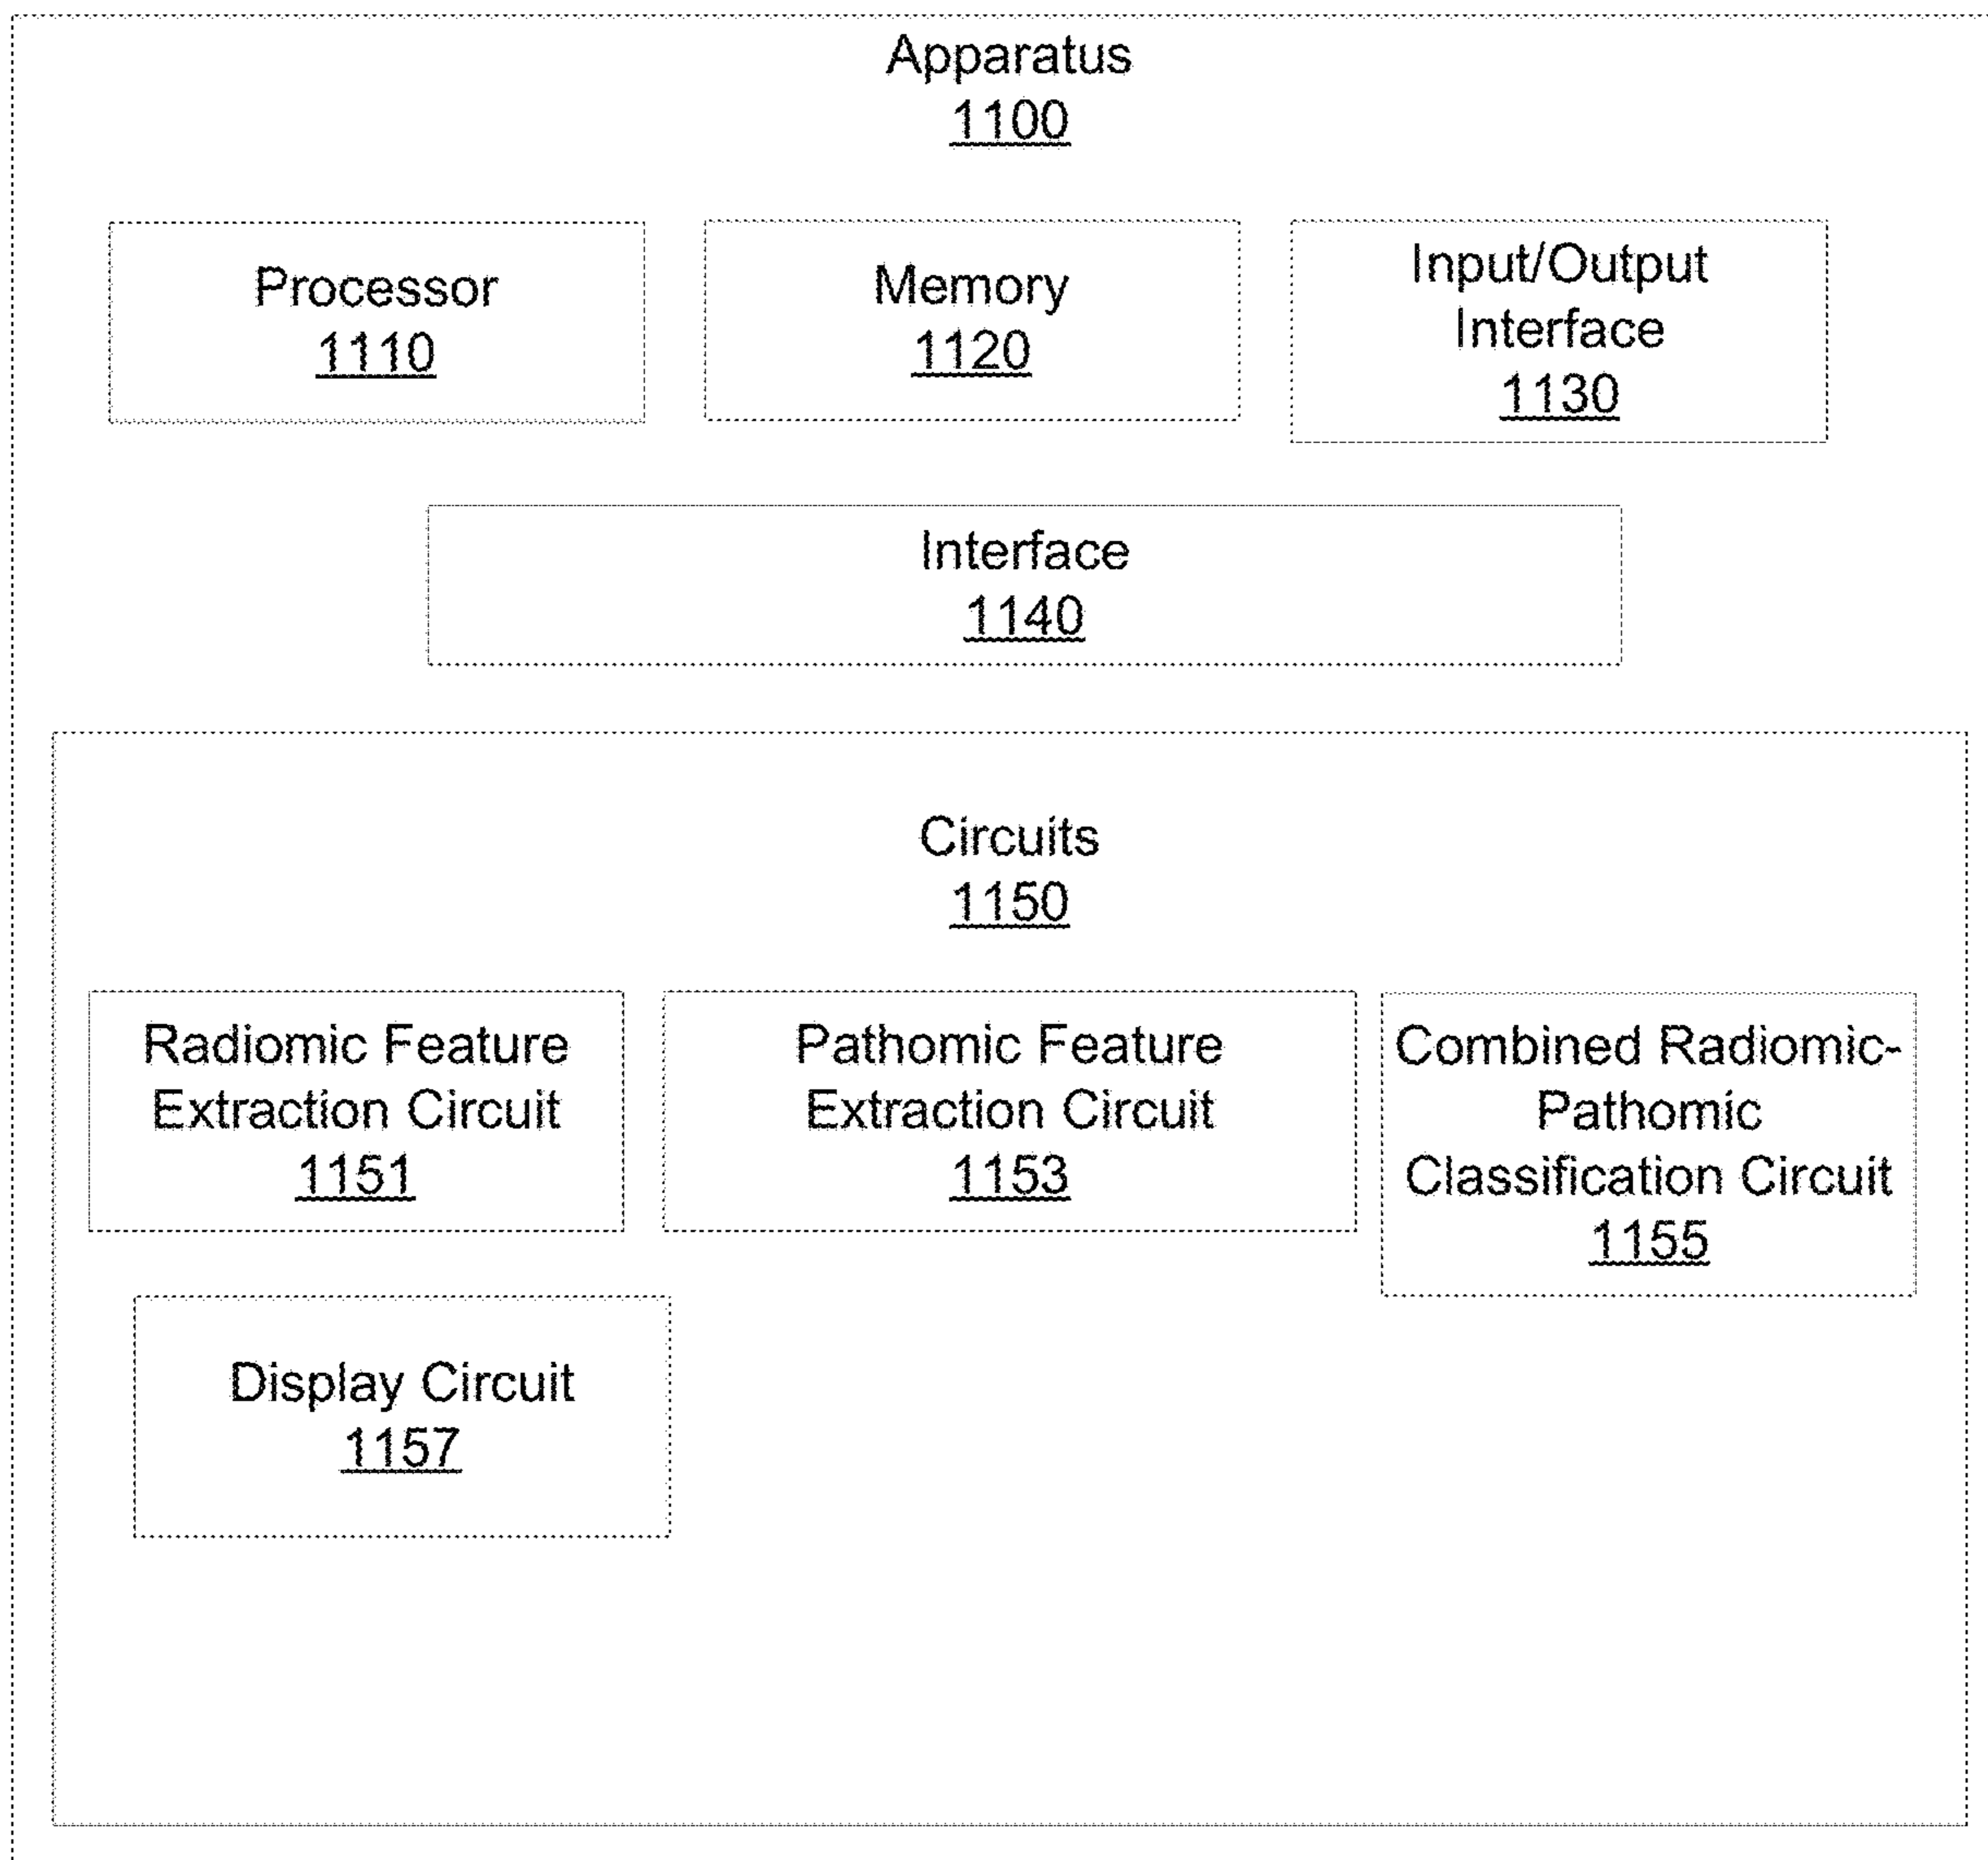 Apparatus
1100
Processor
1110
Memory
1120
Input/Output
Interface
1130
Interface
1140
Circuits
1150
Radiomic Feature
Extraction Circuit
1151
Pathomic Feature
Extraction Circuit
1153
Combined Radiomic-
Pathomic
Classification Circuit
1155
Display Circuit
1157